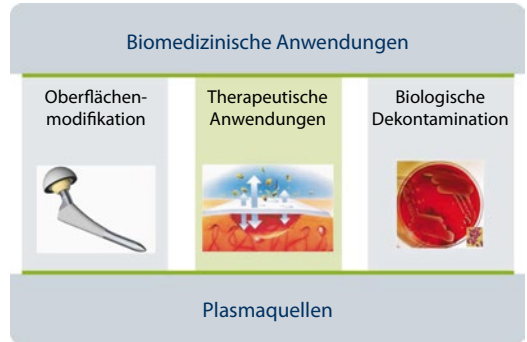 Biomedizinische Anwendungen
Oberflächen-
modifikation
Therapeutische
Anwendungen
Biologische
Dekontamination
Plasmaquellen